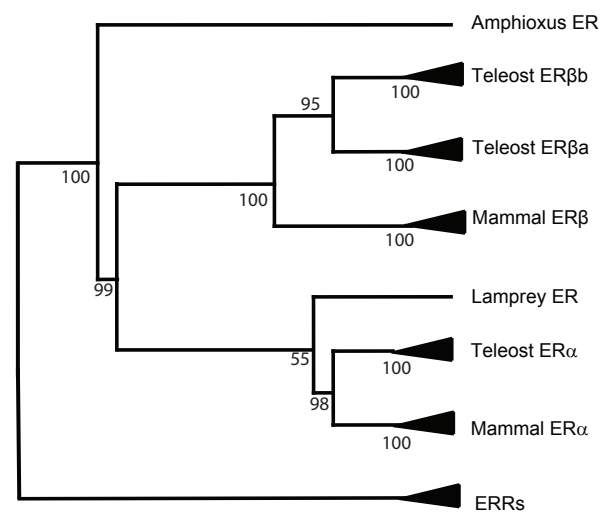 Amphioxus ER
Teleost ERβb
100
95
Teleost ERβa
100
100
100
Mammal ERβ
100
99
Lamprey ER
Teleost ERα
55
100
98
Mammal ERα
100
ERRs